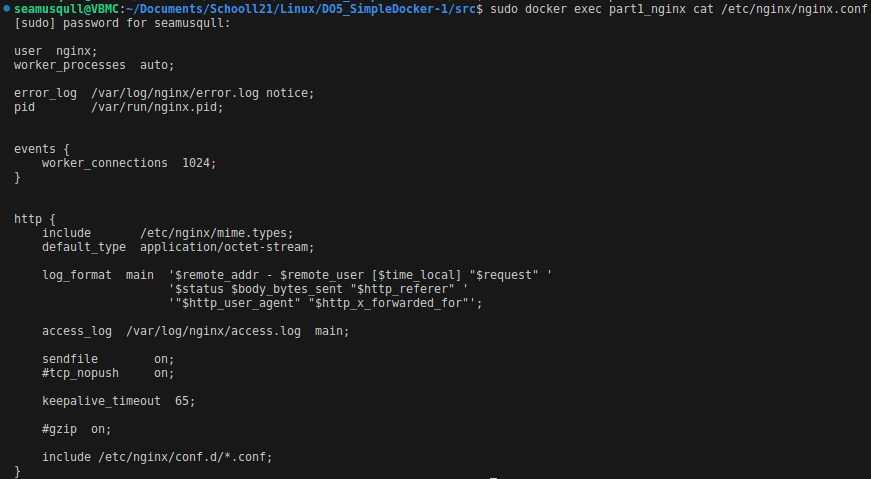 seamusqull@VBMC:~/Documents/Schooll21/Linux/DO5_SimpleDocker-1/src$ sudo docker exec part1_nginx cat /etc/nginx/nginx.conf
[sudo] password for seamusqull:
user  nginx;
worker_processes  auto;
error_log  /var/log/nginx/error.log notice;
pid        /var/run/nginx.pid;
events {
    worker_connections  1024;
}
http {
    include       /etc/nginx/mime.types;
    default_type  application/octet-stream;
    log_format  main  '$remote_addr - $remote_user [$time_local] "$request" '
                      '$status $body_bytes_sent "$http_referer" '
                      '"$http_user_agent" "$http_x_forwarded_for"';
    access_log  /var/log/nginx/access.log  main;
    sendfile        on;
    #tcp_nopush     on;
    keepalive_timeout  65;
    #gzip  on;
    include /etc/nginx/conf.d/*.conf;
}